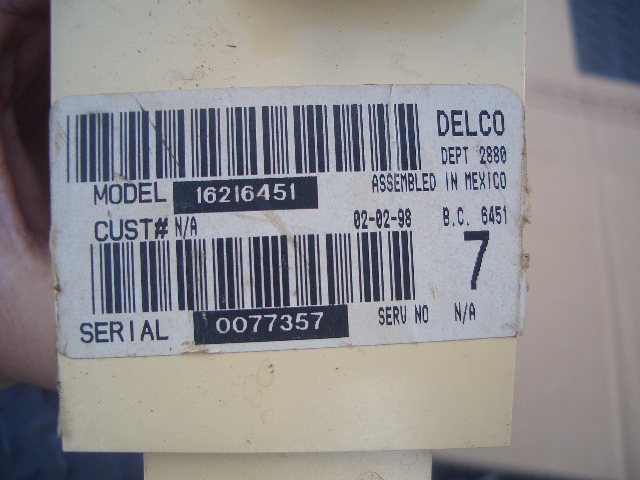 DELCO
DEPT 2880
ASSEMBLED IN MEXICO
MODEL 16216451
CUST# N/A 02-02-98 B.C. 6451
7
SERIAL 0077357 SERV NO N/A